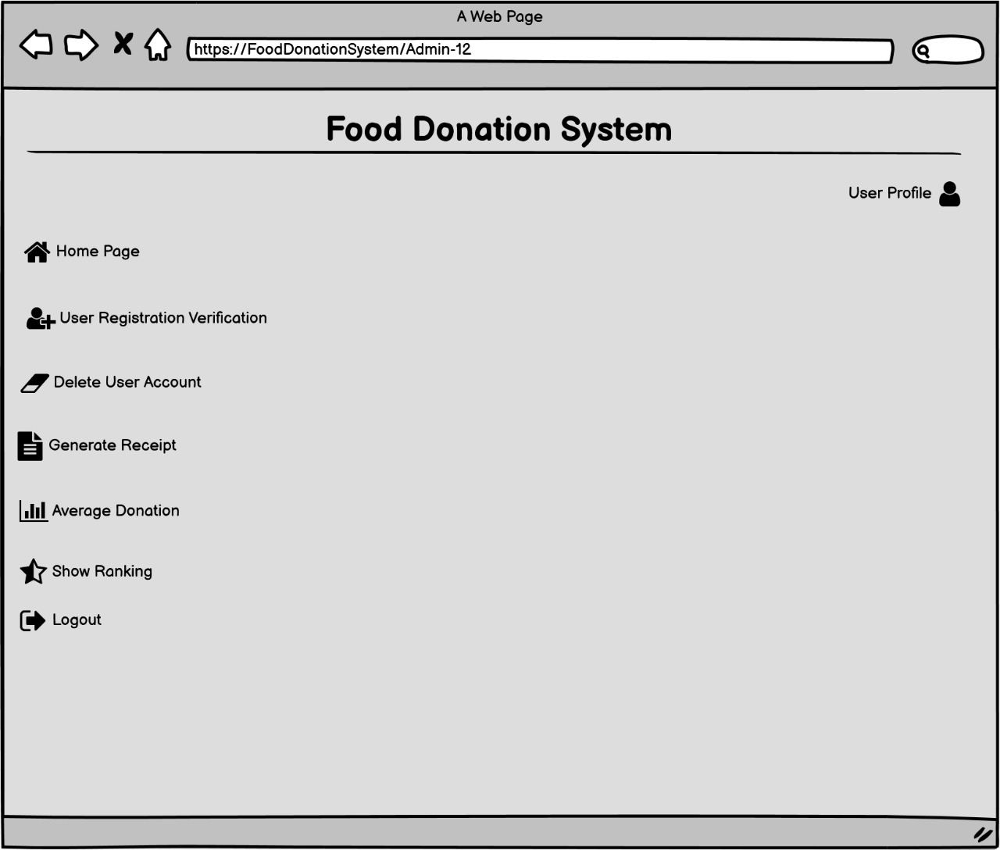 A Web Page
https://FoodDonationSystem/Admin-12
Food Donation System
User Profile
Home Page
User Registration Verification
Delete User Account
Generate Receipt
Average Donation
Show Ranking
Logout